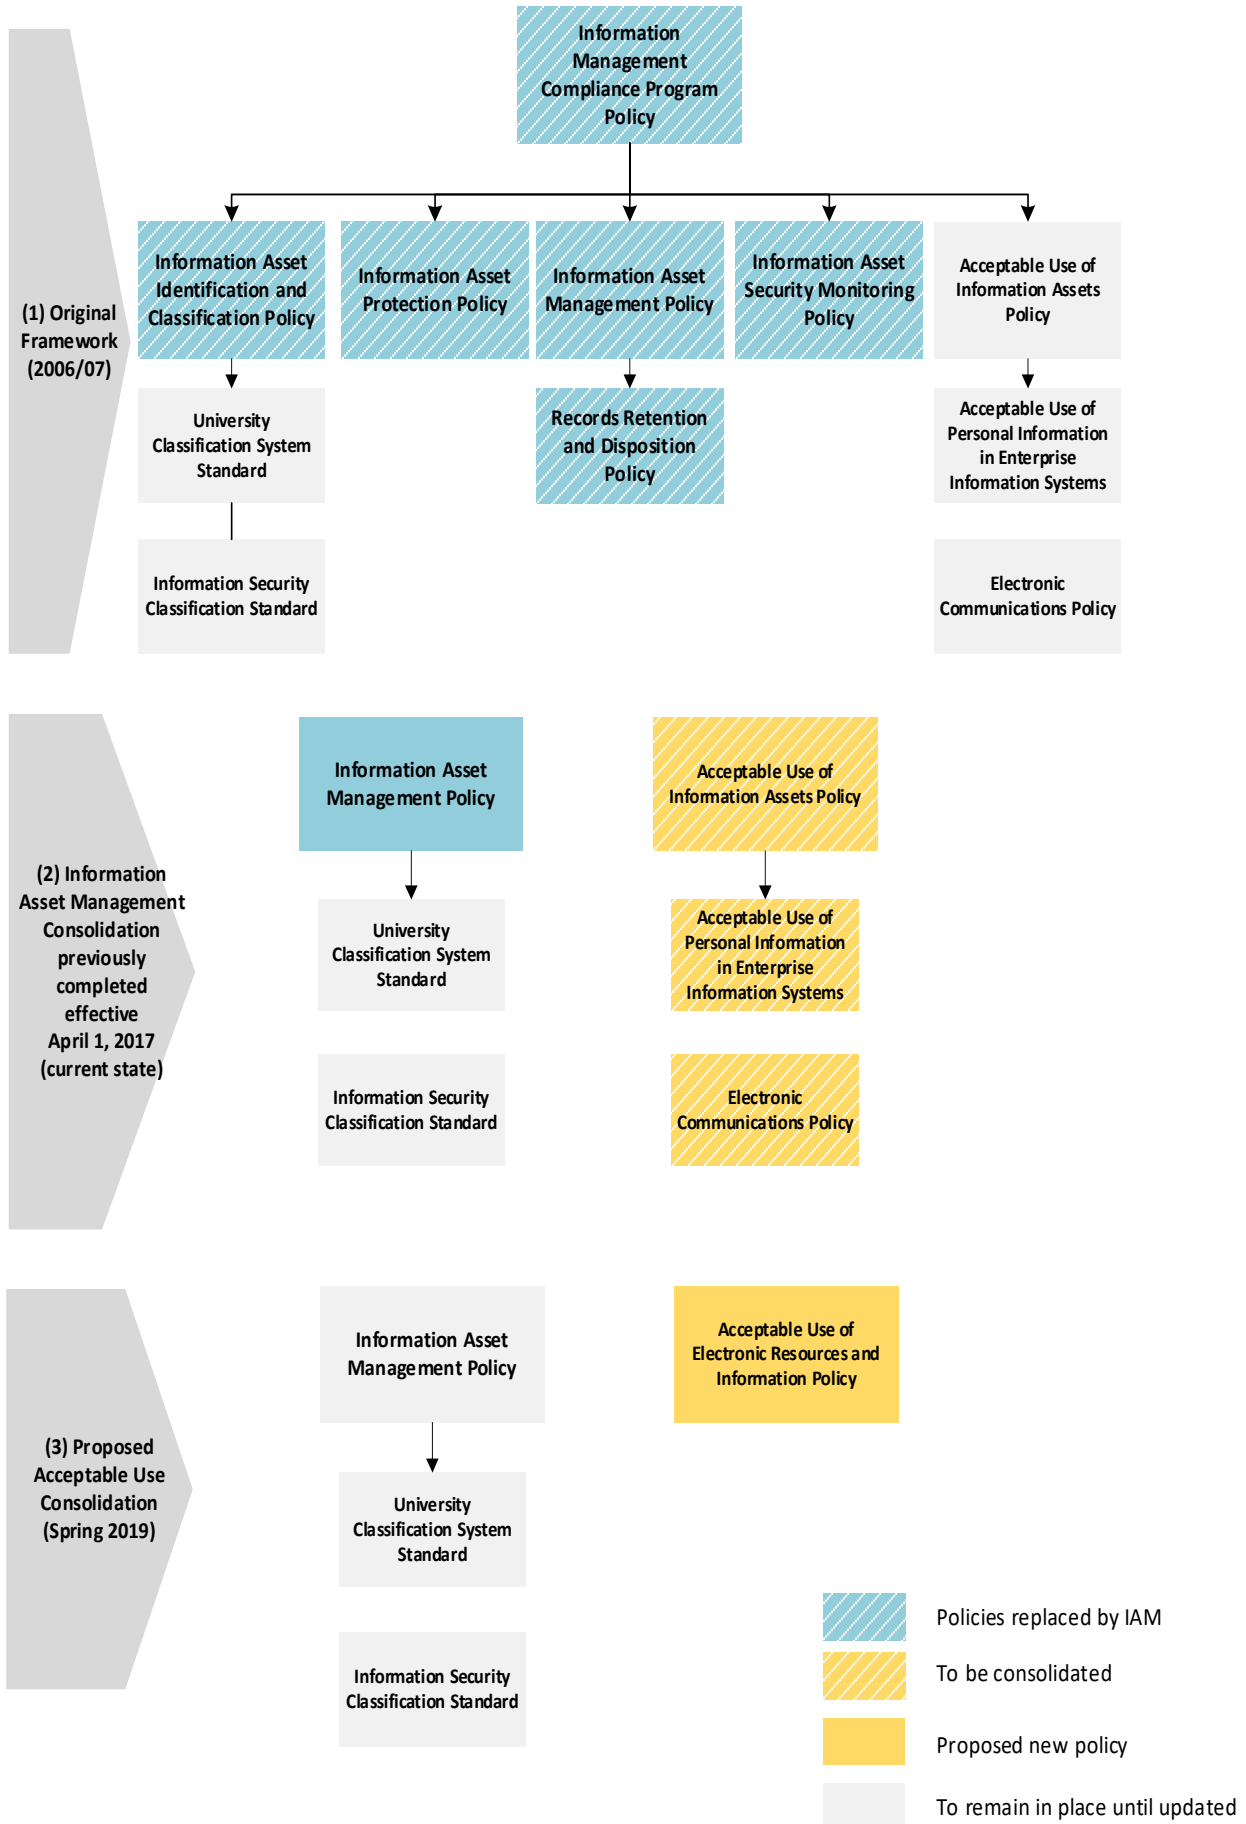 Information
Management
Compliance Program
Policy
(1) Original
Framework
(2006/07)
Information Asset
Identification and
Classification Policy
Information Asset
Protection Policy
Information Asset
Management Policy
Information Asset
Security Monitoring
Policy
Acceptable Use of
Information Assets
Policy
University
Classification System
Standard
Records Retention
and Disposition
Policy
Acceptable Use of
Personal Information
in Enterprise
Information Systems
Information Security
Classification Standard
Electronic
Communications Policy
(2) Information
Asset Management
Consolidation
previously
completed
effective
April 1, 2017
(current state)
Information Asset
Management Policy
Acceptable Use of
Information Assets Policy
University
Classification System
Standard
Acceptable Use of
Personal Information
in Enterprise
Information Systems
Information Security
Classification Standard
Electronic
Communications Policy
(3) Proposed
Acceptable Use
Consolidation
(Spring 2019)
Information Asset
Management Policy
Acceptable Use of
Electronic Resources and
Information Policy
University
Classification System
Standard
Information Security
Classification Standard
Policies replaced by IAM
To be consolidated
Proposed new policy
To remain in place until updated